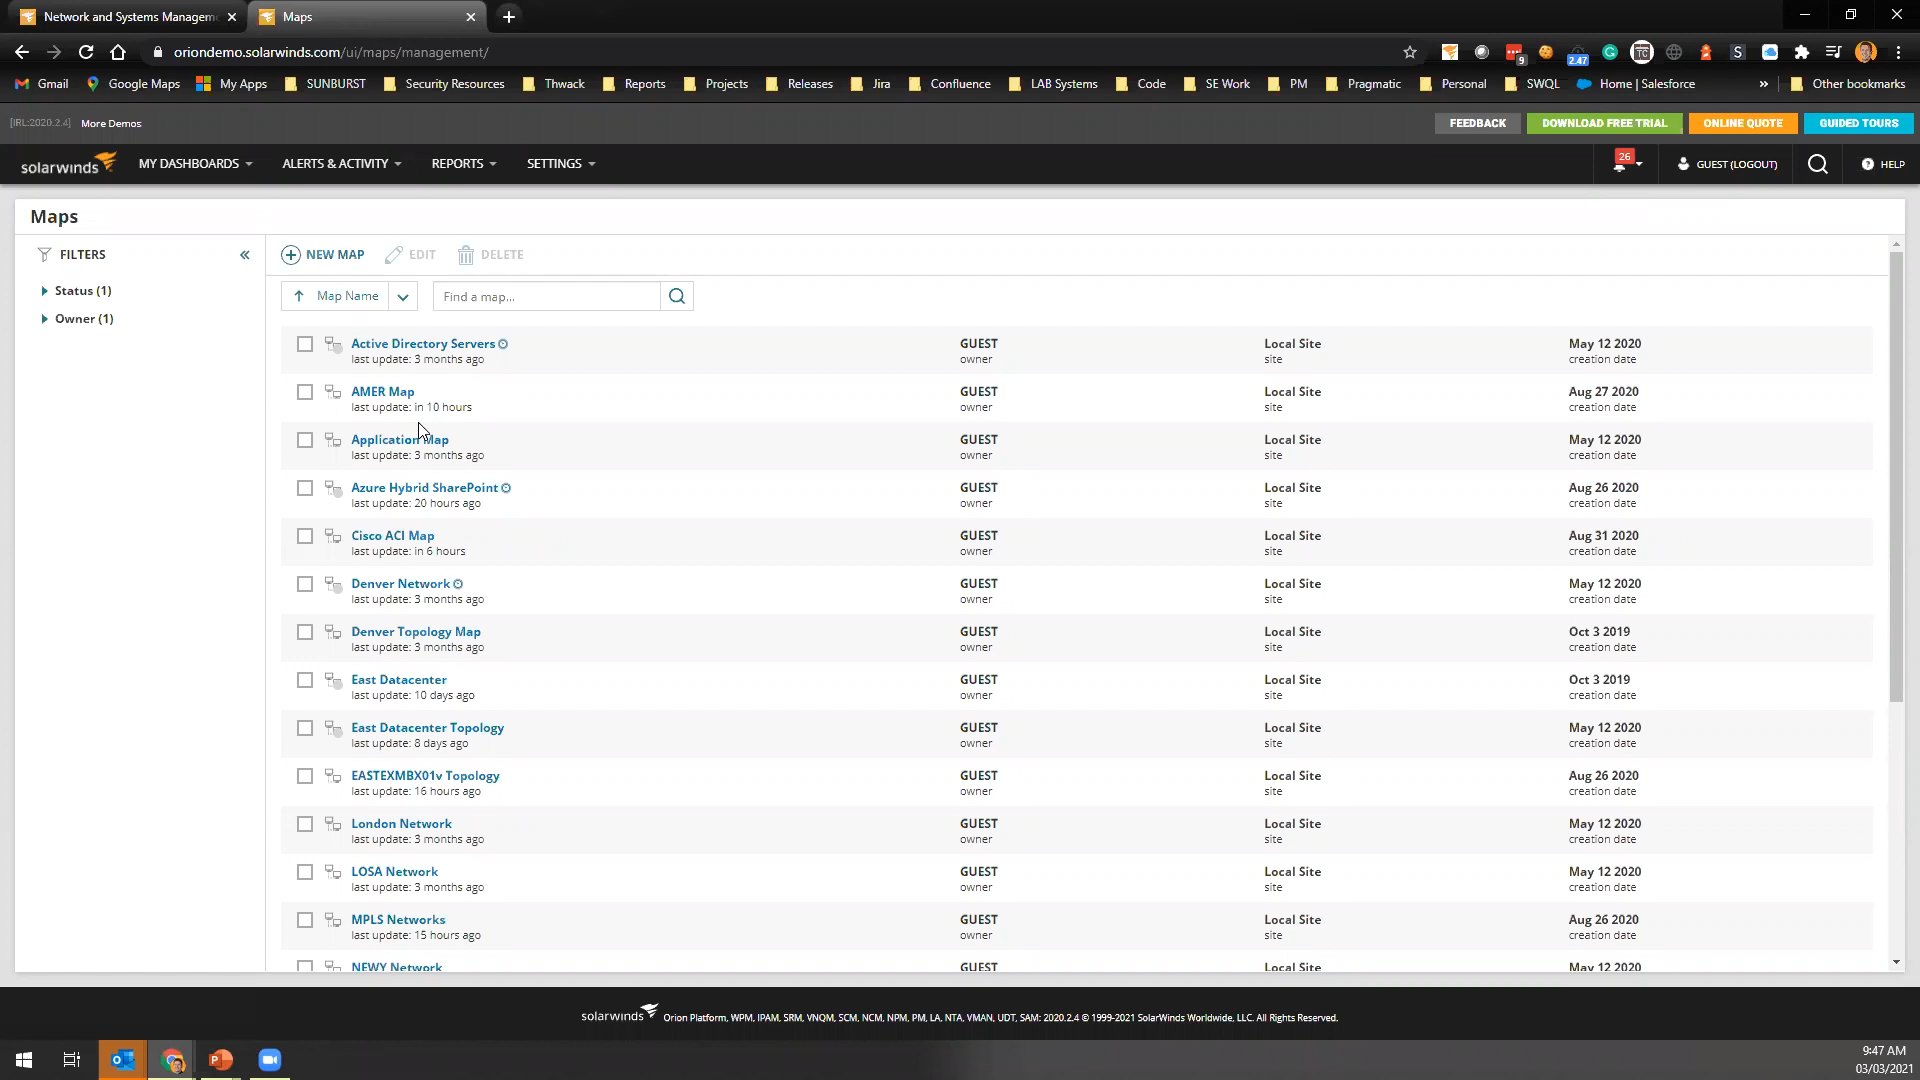 Network and Systems Managem
Maps
oriondemo.solarwinds.com/ui/maps/management/
9
2.47
TC
S
Gmail
Google Maps
My Apps
SUNBURST
Security Resources
Thwack
Reports
Projects
Releases
Jira
Confluence
LAB Systems
Code
SE Work
PM
Pragmatic
Personal
SWQL
Home | Salesforce
»
Other bookmarks
[IRL:2020.2.4] More Demos
FEEDBACK
DOWNLOAD FREE TRIAL
ONLINE QUOTE
GUIDED TOURS
solarwinds
MY DASHBOARDS
ALERTS & ACTIVITY
REPORTS
SETTINGS
26
GUEST (LOGOUT)
HELP
Maps
FILTERS
«
NEW MAP
EDIT
DELETE
Status (1)
Owner (1)
Map Name
Find a map...
Active Directory Servers GUEST Local Site May 12 2020
last update: 3 months ago owner site creation date
AMER Map GUEST Local Site Aug 27 2020
last update: in 10 hours owner site creation date
Application Map GUEST Local Site May 12 2020
last update: 3 months ago owner site creation date
Azure Hybrid SharePoint GUEST Local Site Aug 26 2020
last update: 20 hours ago owner site creation date
Cisco ACI Map GUEST Local Site Aug 31 2020
last update: in 6 hours owner site creation date
Denver Network GUEST Local Site May 12 2020
last update: 3 months ago owner site creation date
Denver Topology Map GUEST Local Site Oct 3 2019
last update: 3 months ago owner site creation date
East Datacenter GUEST Local Site Oct 3 2019
last update: 10 days ago owner site creation date
East Datacenter Topology GUEST Local Site May 12 2020
last update: 8 days ago owner site creation date
EASTEXMBX01v Topology GUEST Local Site Aug 26 2020
last update: 16 hours ago owner site creation date
London Network GUEST Local Site May 12 2020
last update: 3 months ago owner site creation date
LOSA Network GUEST Local Site May 12 2020
last update: 3 months ago owner site creation date
MPLS Networks GUEST Local Site Aug 26 2020
last update: 15 hours ago owner site creation date
NEWY Network GUEST Local Site May 12 2020
solarwinds Orion Platform, WPM, IPAM, SRM, VNQM, SCM, NCM, NPM, PM, LA, NTA, VMAN, UDT, SAM: 2020.2.4 © 1999-2021 SolarWinds Worldwide, LLC. All Rights Reserved.
9:47 AM
03/03/2021